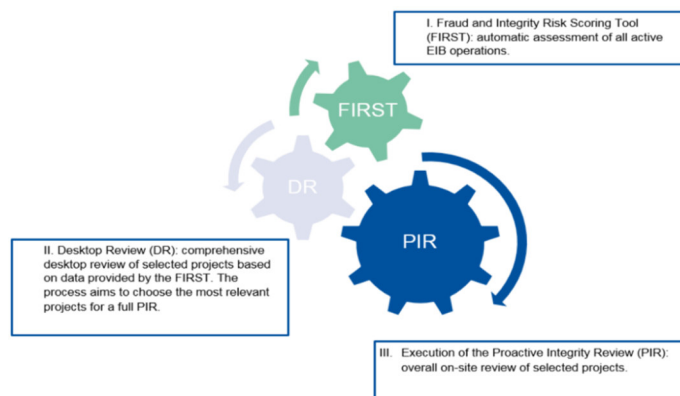 I. Fraud and Integrity Risk Scoring Tool
(FIRST): automatic assessment of all active
EIB operations.
FIRST
DR
PIR
II. Desktop Review (DR): comprehensive
desktop review of selected projects based
on data provided by the FIRST. The
process aims to choose the most relevant
projects for a full PIR.
III. Execution of the Proactive Integrity Review (PIR):
overall on-site review of selected projects.